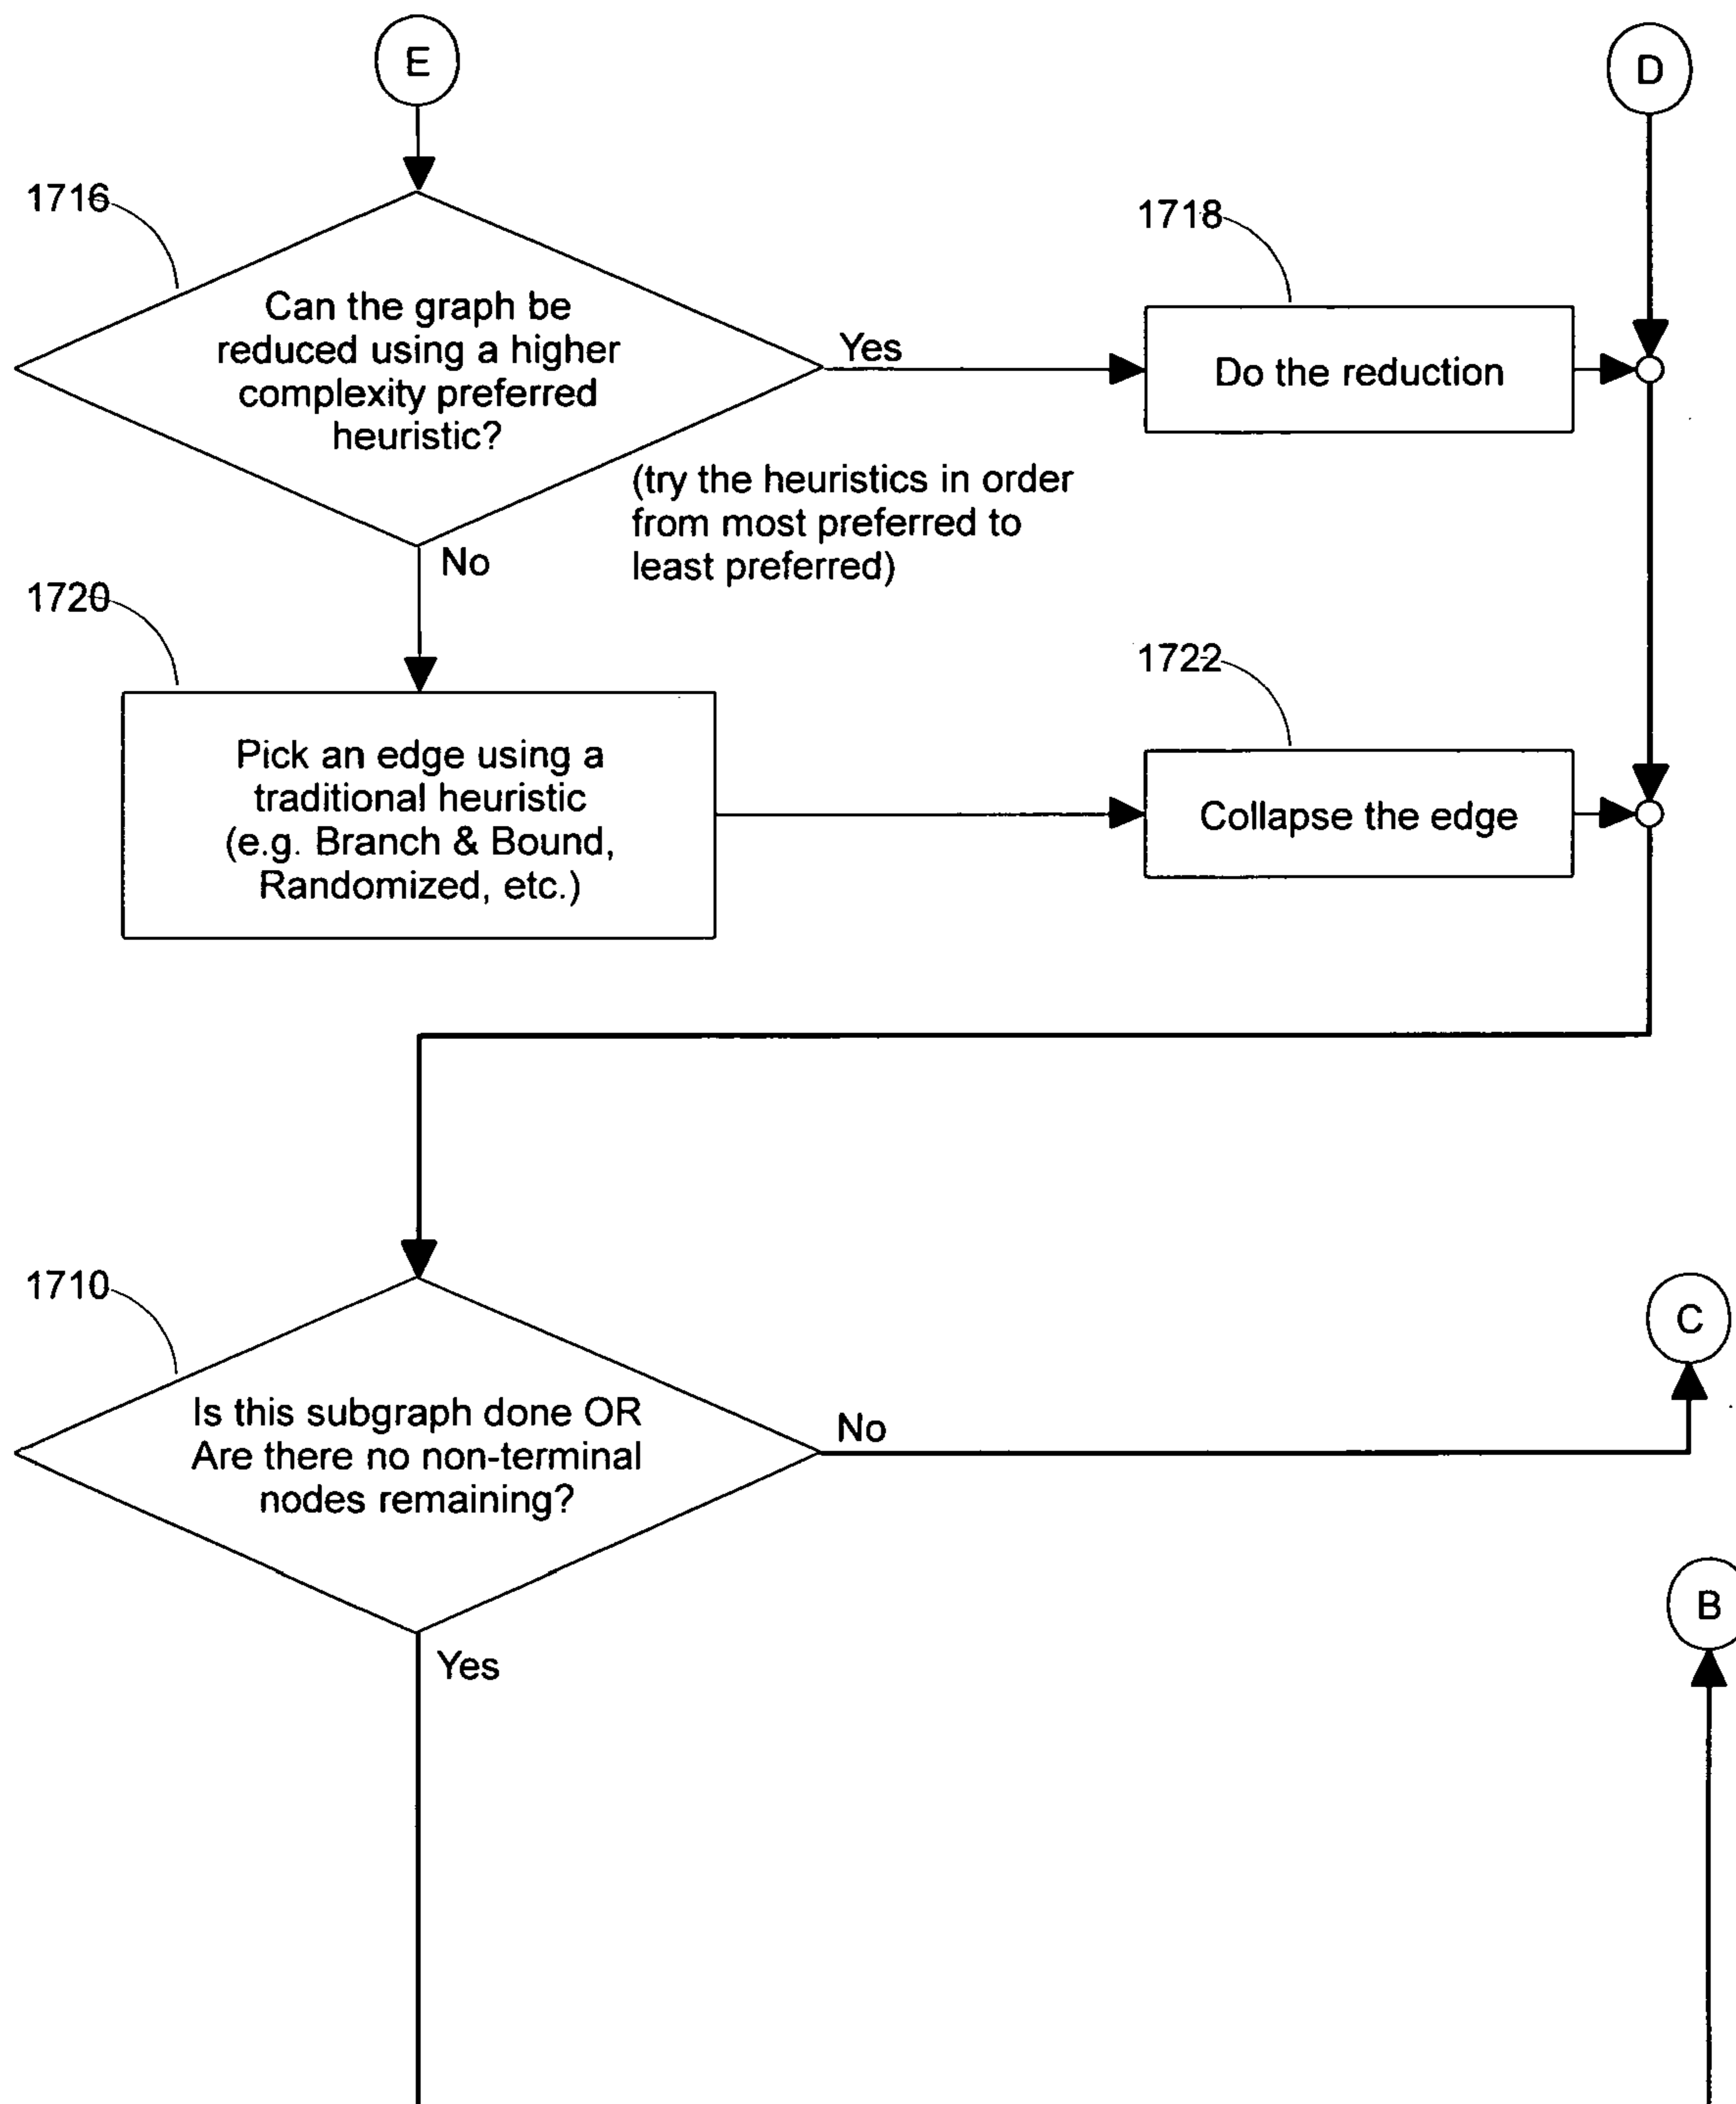 E
D
1716
Can the graph be
reduced using a higher
complexity preferred
heuristic?
Yes
1718
Do the reduction
(try the heuristics in order
from most preferred to
least preferred)
No
1720
Pick an edge using a
traditional heuristic
(e.g. Branch & Bound,
Randomized, etc.)
1722
Collapse the edge
1710
Is this subgraph done OR
Are there no non-terminal
nodes remaining?
No
C
Yes
B